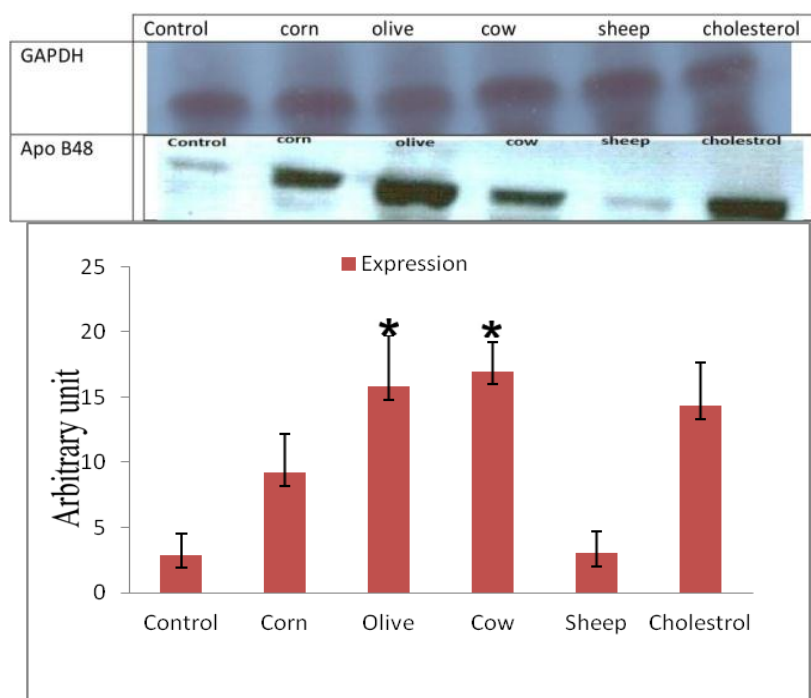 Control corn olive cow sheep cholesterol
GAPDH
Apo B48
Control corn olive cow sheep cholestrol
Expression
Arbitrary unit
25
20
15
10
5
0
* *
Control Corn Olive Cow Sheep Cholestrol